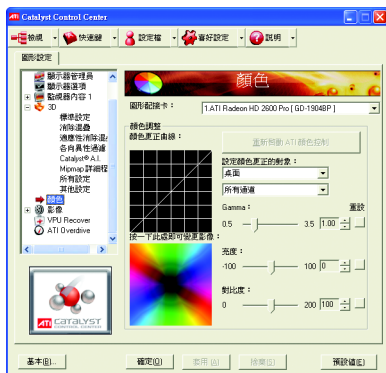 ATI Catalyst Control Center
檢視 快速鍵 設定檔 喜好設定 說明
圖形設定
顯示器管理員
顯示器選項
監視器內容 1
3D
標準設定
消除混疊
適應性消除混
各向異性過濾
Catalyst® A.I.
Mipmap 詳細程
所有設定
其他設定
顏色
影像
VPU Recover
ATI Overdrive
ATI CATALYST
CONTROL CENTER
顏色
圖形配接卡：
1.ATI Radeon HD 2600 Pro [ GD-1904BP ]
顏色調整
顏色更正曲線：
按一下此處即可變更影像：
重新啟動 ATI 顏色控制
設定顏色更正的對象：
桌面
所有通道
Gamma： 重設
0.5 3.5 1.00
亮度：
-100 100 0
對比度：
0 200 100
基本(B)... 確定(O) 套用(A) 捨棄(S) 預設值(E)